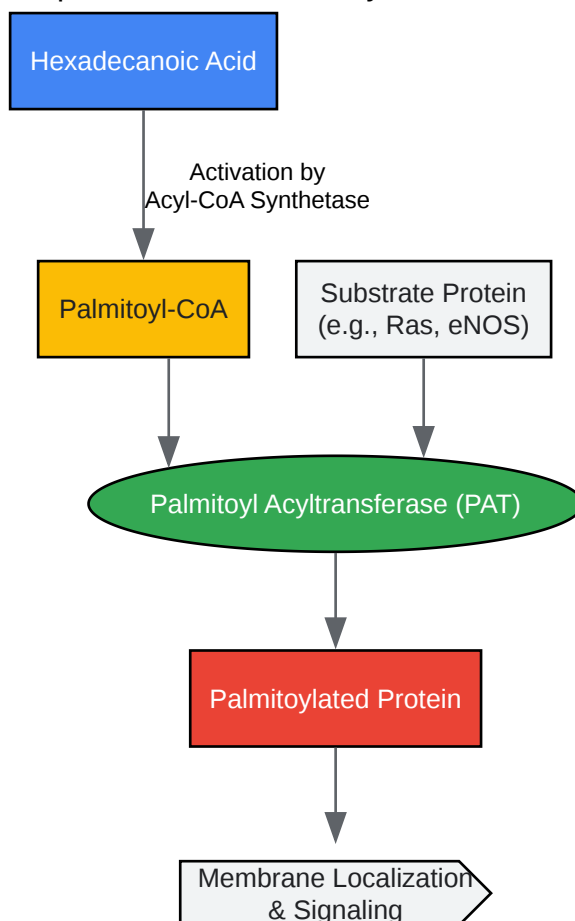 Hexadecanoic Acid
Activation by
Acyl-CoA Synthetase
Palmitoyl-CoA
Substrate Protein
(e.g., Ras, eNOS)
Palmitoyl Acyltransferase (PAT)
Palmitoylated Protein
Membrane Localization
& Signaling